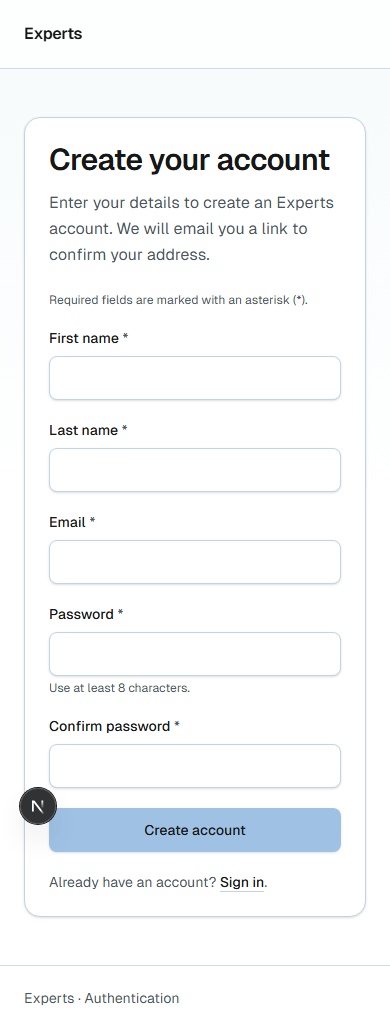 Experts
Create your account
Enter your details to create an Experts
account. We will email you a link to
confirm your address.
Required fields are marked with an asterisk (*).
First name *
Last name *
Email *
Password *
Use at least 8 characters.
Confirm password *
N
Create account
Already have an account? Sign in.
Experts · Authentication